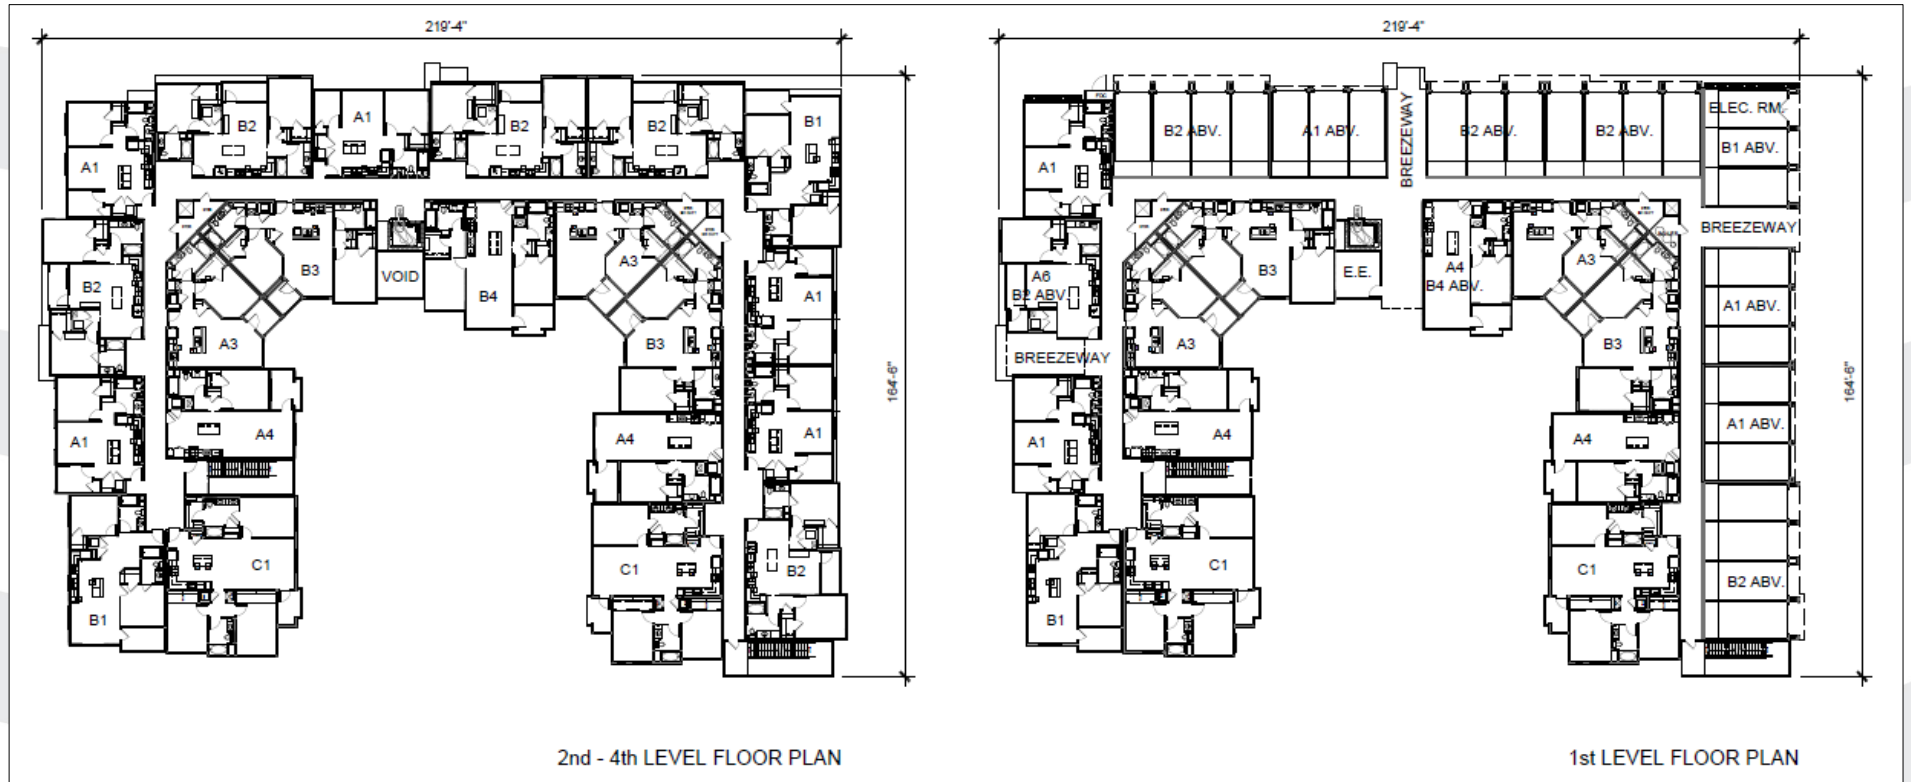 219'-4"
B2
A1
B2
B2
B1
A1
B2
B3
VOID
B4
A3
A1
A3
B3
A1
A4
A4
A1
C1
C1
B2
B1
164'-6"
2nd - 4th LEVEL FLOOR PLAN
219'-4"
BREEZEWAY
ELEC. RM.
B2 ABV.
A1 ABV.
B2 ABV.
B2 ABV.
B1 ABV.
A1
BREEZEWAY
A6
B2 ABV.
B3
E.E.
A4
B4 ABV.
A3
A1 ABV.
BREEZEWAY
A3
B3
A1
A4
A4
A1 ABV.
C1
C1
B2 ABV.
B1
164'-6"
1st LEVEL FLOOR PLAN